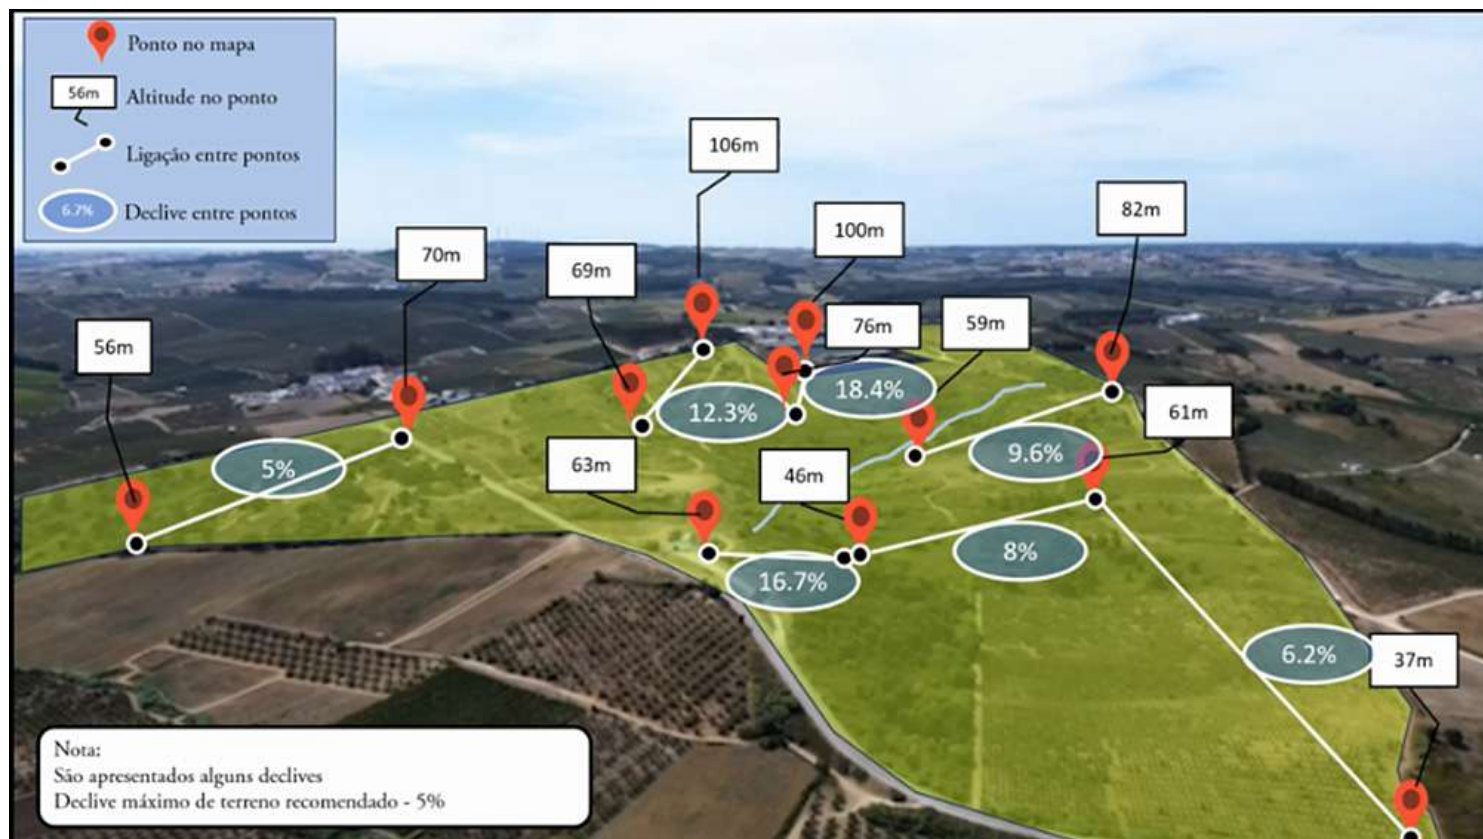 Ponto no mapa
56m
Altitude no ponto
Ligação entre pontos
6.7%
Declive entre pontos
106m
82m
100m
70m
69m
76m
59m
56m
61m
18.4%
12.3%
9.6%
5%
63m
46m
8%
16.7%
6.2%
37m
Nota:
São apresentados alguns declives
Declive máximo de terreno recomendado - 5%